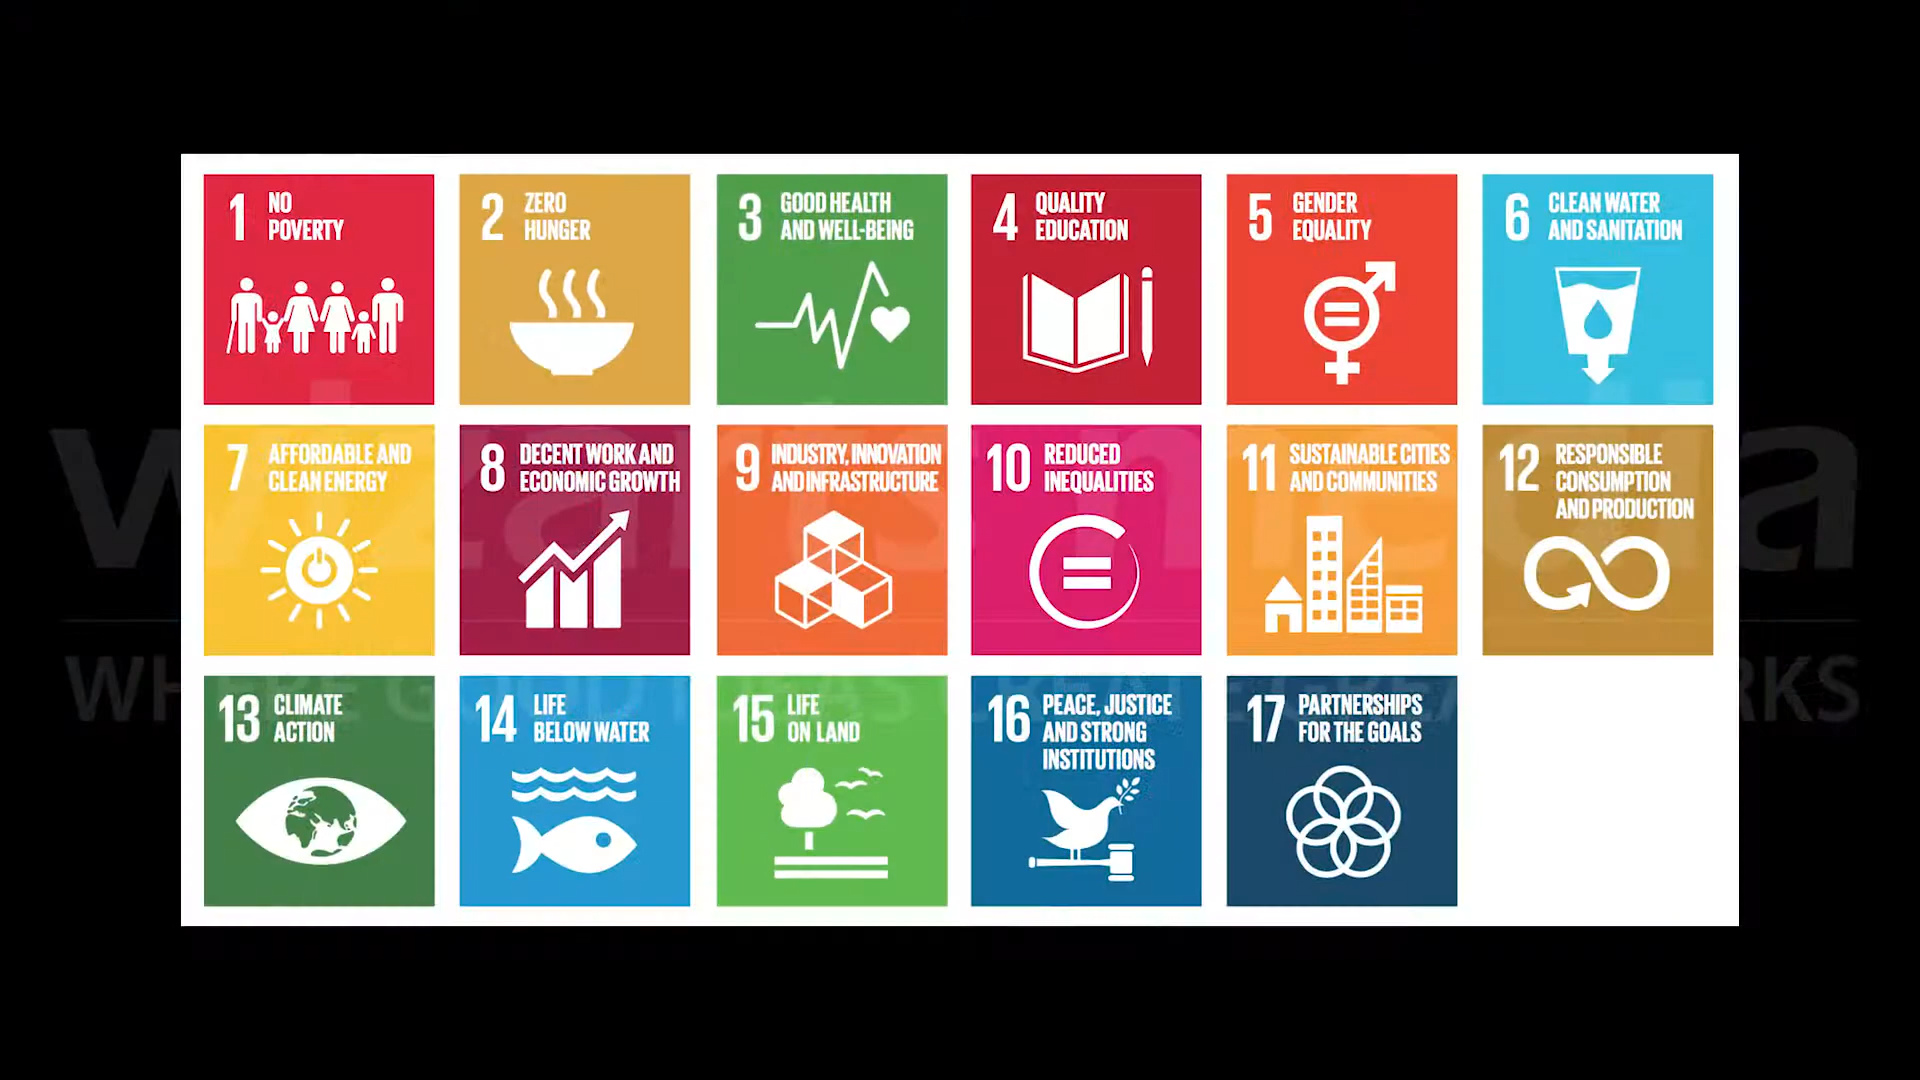 1 NO
POVERTY
2 ZERO
HUNGER
3 GOOD HEALTH
AND WELL-BEING
4 QUALITY
EDUCATION
5 GENDER
EQUALITY
6 CLEAN WATER
AND SANITATION
7 AFFORDABLE AND
CLEAN ENERGY
8 DECENT WORK AND
ECONOMIC GROWTH
9 INDUSTRY, INNOVATION
AND INFRASTRUCTURE
10 REDUCED
INEQUALITIES
11 SUSTAINABLE CITIES
AND COMMUNITIES
12 RESPONSIBLE
CONSUMPTION
AND PRODUCTION
13 CLIMATE
ACTION
14 LIFE
BELOW WATER
15 LIFE
ON LAND
16 PEACE, JUSTICE
AND STRONG
INSTITUTIONS
17 PARTNERSHIPS
FOR THE GOALS